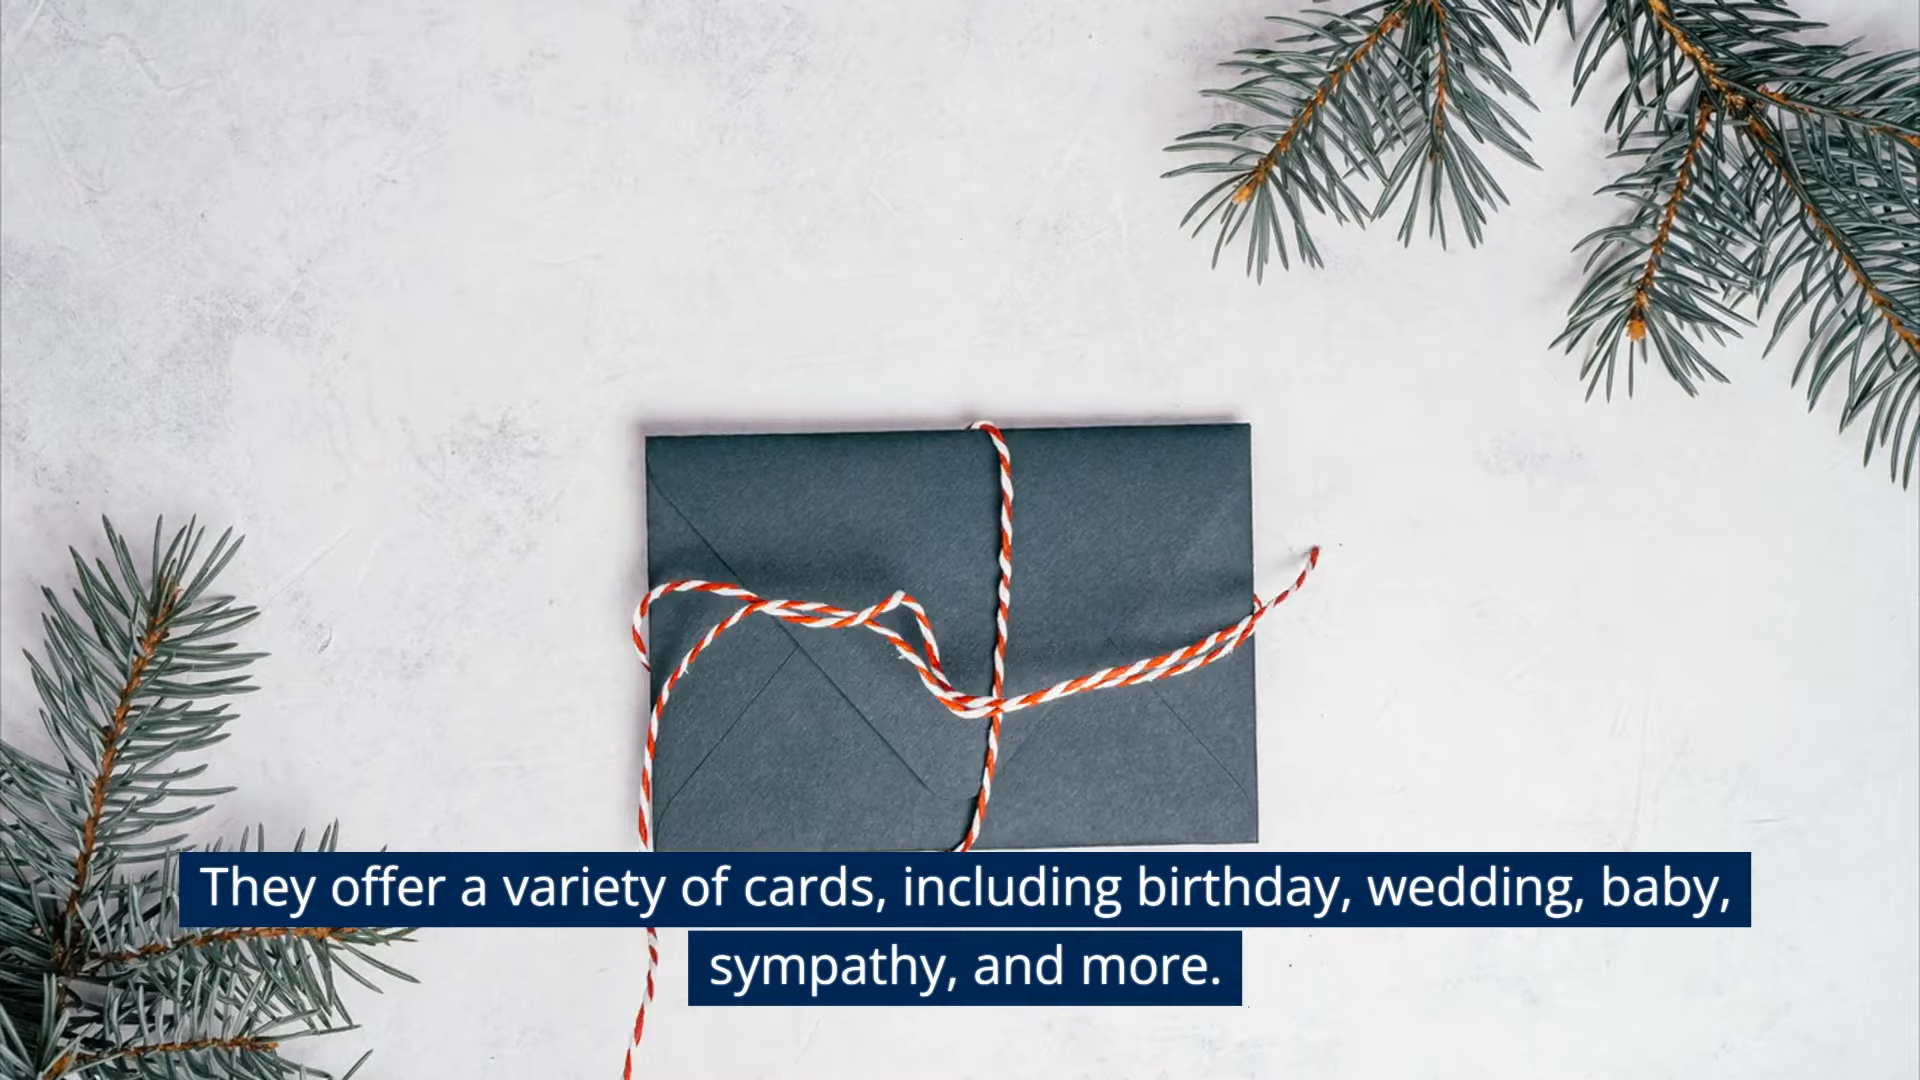 They offer a variety of cards, including birthday, wedding, baby,
sympathy, and more.